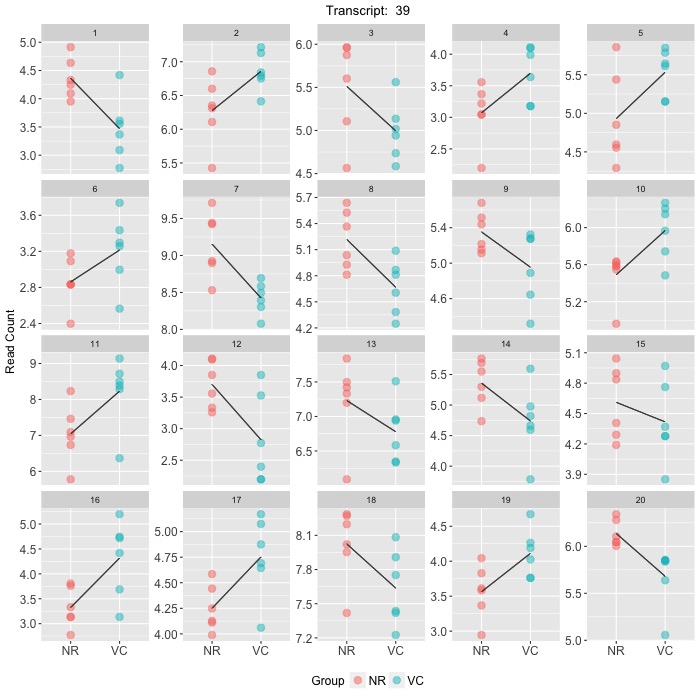 Transcript: 39
1 2 3 4 5
5.0 4.5 4.0 3.5 3.0
7.0 6.5 6.0 5.5
6.0 5.5 5.0 4.5
4.0 3.5 3.0 2.5
5.5 5.0 4.5
6 7 8 9 10
3.6 3.2 2.8 2.4
9.5 9.0 8.5 8.0
5.7 5.4 5.1 4.8 4.5 4.2
5.4 5.0 4.6
6.0 5.6 5.2
Read Count
11 12 13 14 15
9 8 7 6
4.0 3.5 3.0 2.5
7.5 7.0 6.5
5.5 5.0 4.5 4.0
5.1 4.8 4.5 4.2 3.9
16 17 18 19 20
5.0 4.5 4.0 3.5 3.0
5.00 4.75 4.50 4.25 4.00
8.1 7.8 7.5 7.2
4.5 4.0 3.5 3.0
6.0 5.5 5.0
NR VC NR VC NR VC NR VC NR VC
Group NR VC